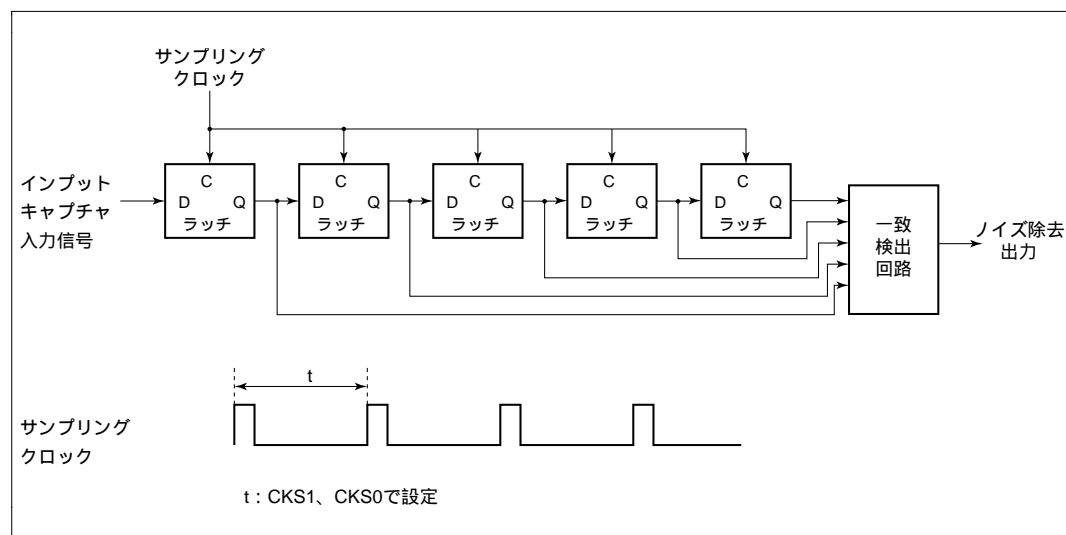 サンプリング
クロック
インプット
キャプチャ
入力信号
C
D Q
ラッチ
C
D Q
ラッチ
C
D Q
ラッチ
C
D Q
ラッチ
C
D Q
ラッチ
一致
検出
回路
ノイズ除去
出力
t
サンプリング
クロック
t：CKS1、CKS0で設定